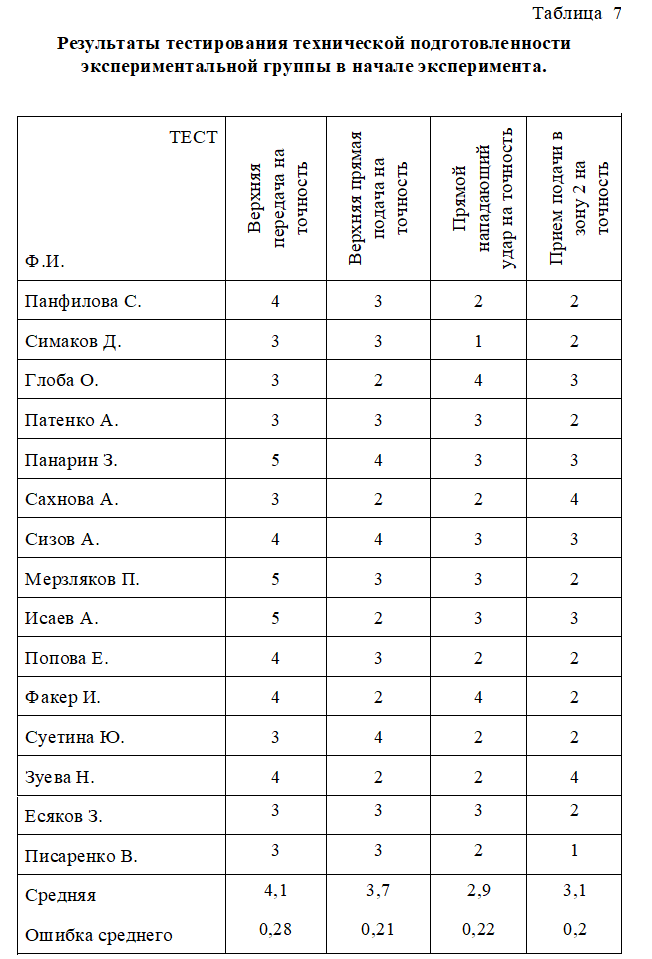 Таблица 7
Результаты тестирования технической подготовленности
экспериментальной группы в начале эксперимента.
ТЕСТ
Ф.И.
Верхняя
передача на
точность
Верхняя прямая
подача на
точность
Прямой
нападающий
удар на точность
Прием подачи в
зону 2 на
точность
Панфилова С. 4 3 2 2
Симаков Д. 3 3 1 2
Глоба О. 3 2 4 3
Патенко А. 3 3 3 2
Панарин З. 5 4 3 3
Сахнова А. 3 2 2 4
Сизов А. 4 4 3 3
Мерзляков П. 5 3 3 2
Исаев А. 5 2 3 3
Попова Е. 4 3 2 2
Факер И. 4 2 4 2
Суетина Ю. 3 4 2 2
Зуева Н. 4 2 2 4
Есяков З. 3 3 3 2
Писаренко В. 3 3 2 1
Средняя 4,1 3,7 2,9 3,1
Ошибка среднего 0,28 0,21 0,22 0,2